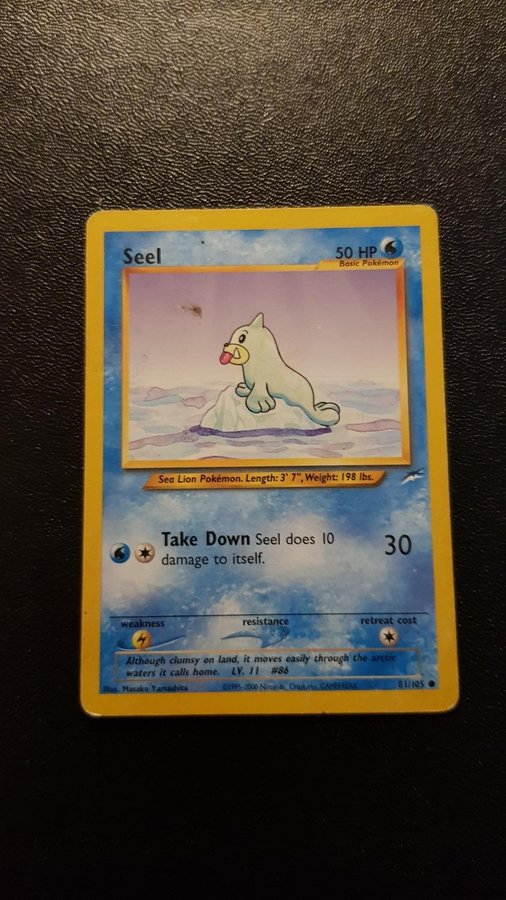 Seel
50 HP
Basic Pokémon
Sea Lion Pokémon. Length: 3' 7", Weight: 198 lbs.
Take Down Seel does 10
damage to itself.
30
weakness
resistance
retreat cost
Although clumsy on land, it moves easily through the arctic
waters it calls home. LV. 11 #86
Illus. Masako Yamashita
©1995-2000 Nintendo, Creatures, GAMEFREAK
81/105